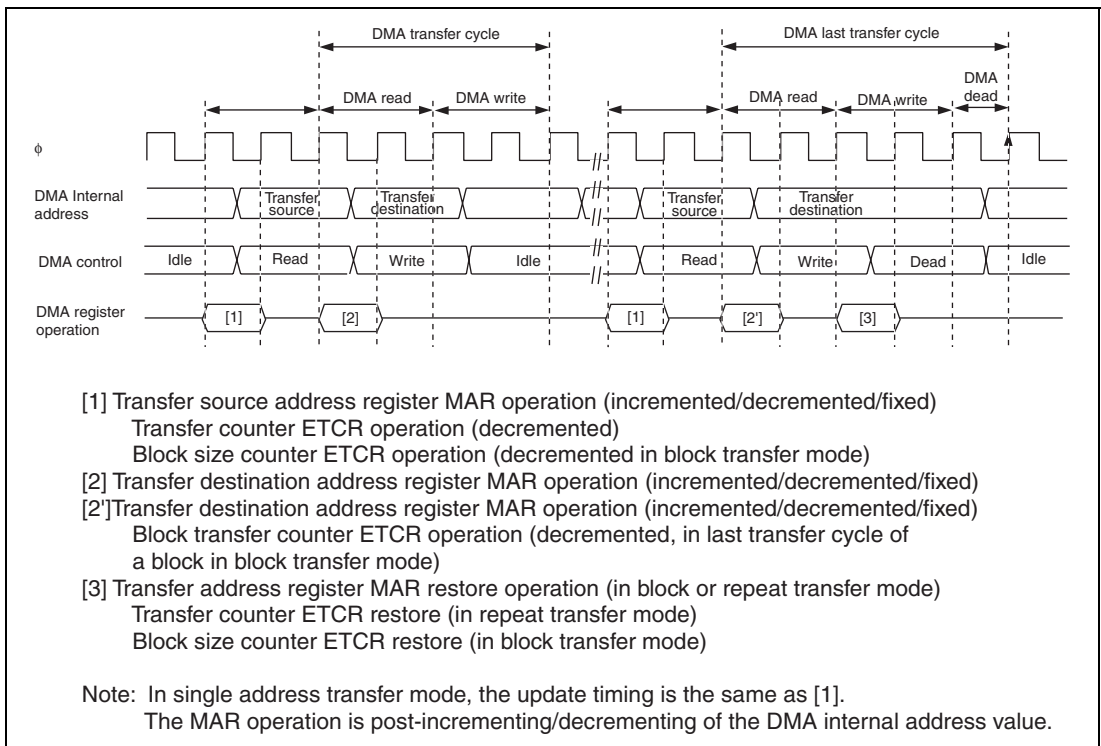 DMA transfer cycle
DMA last transfer cycle
DMA read
DMA write
DMA read
DMA write
DMA
dead
ϕ
DMA Internal
address
Transfer
source
Transfer
destination
Transfer
source
Transfer
destination
DMA control
Idle
Read
Write
Idle
Read
Write
Dead
Idle
DMA register
operation
[1]
[2]
[1]
[2']
[3]
[1] Transfer source address register MAR operation (incremented/decremented/fixed)
Transfer counter ETCR operation (decremented)
Block size counter ETCR operation (decremented in block transfer mode)
[2] Transfer destination address register MAR operation (incremented/decremented/fixed)
[2']Transfer destination address register MAR operation (incremented/decremented/fixed)
Block transfer counter ETCR operation (decremented, in last transfer cycle of
a block in block transfer mode)
[3] Transfer address register MAR restore operation (in block or repeat transfer mode)
Transfer counter ETCR restore (in repeat transfer mode)
Block size counter ETCR restore (in block transfer mode)
Note: In single address transfer mode, the update timing is the same as [1].
The MAR operation is post-incrementing/decrementing of the DMA internal address value.